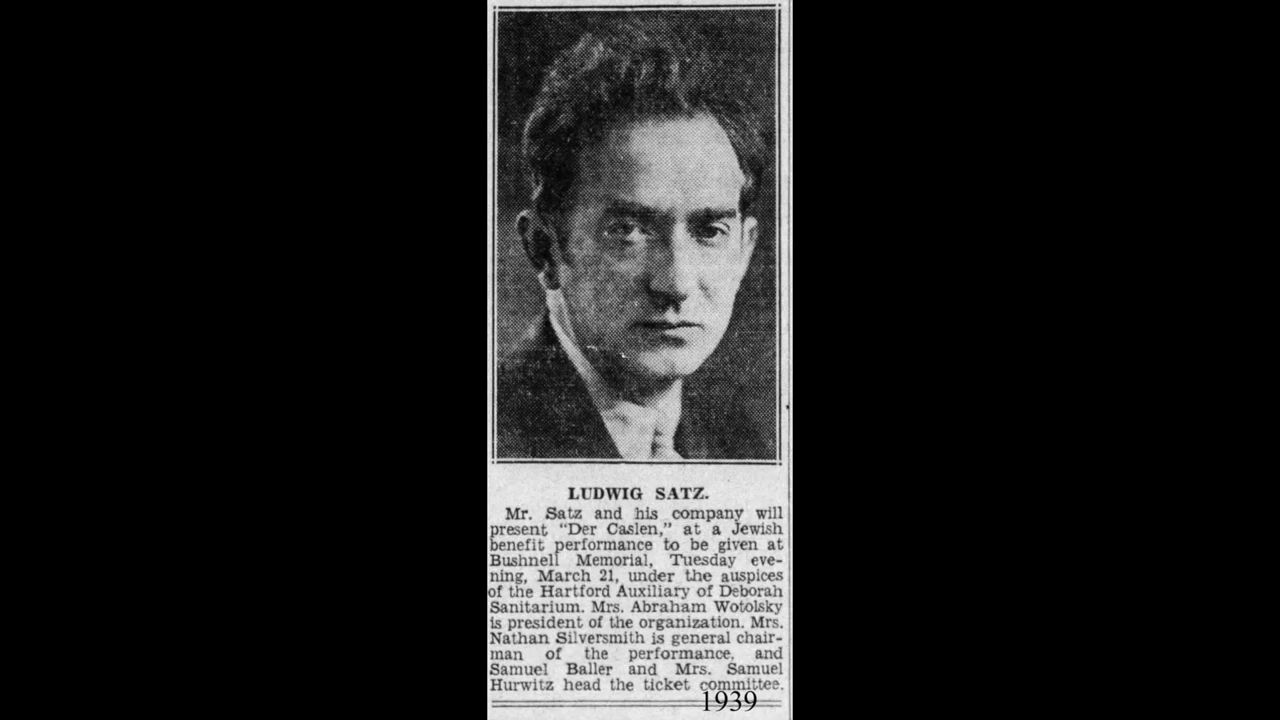 LUDWIG SATZ.
Mr. Satz and his company will
present "Der Caslen," at a Jewish
benefit performance to be given at
Bushnell Memorial, Tuesday eve-
ning, March 21, under the auspices
of the Hartford Auxiliary of Deborah
Sanitarium. Mrs. Abraham Wotolsky
is president of the organization. Mrs.
Nathan Silversmith is general chair-
man of the performance, and
Samuel Baller and Mrs. Samuel
Hurwitz head the ticket committee.
1939